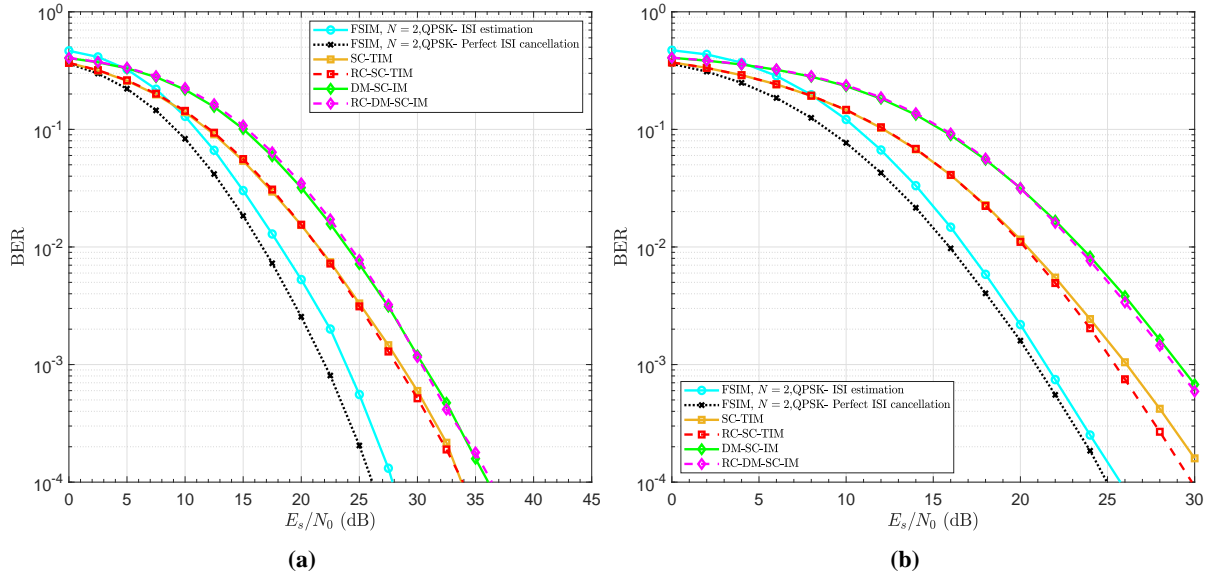 10^0
10^-1
10^-2
10^-3
10^-4
BER
0 5 10 15 20 25 30 35 40 45
E_s/N_0 (dB)
FSIM, N = 2,QPSK- ISI estimation
FSIM, N = 2,QPSK- Perfect ISI cancellation
SC-TIM
RC-SC-TIM
DM-SC-IM
RC-DM-SC-IM
(a)
10^0
10^-1
10^-2
10^-3
10^-4
BER
FSIM, N = 2,QPSK- ISI estimation
FSIM, N = 2,QPSK- Perfect ISI cancellation
SC-TIM
RC-SC-TIM
DM-SC-IM
RC-DM-SC-IM
0 5 10 15 20 25 30
E_s/N_0 (dB)
(b)